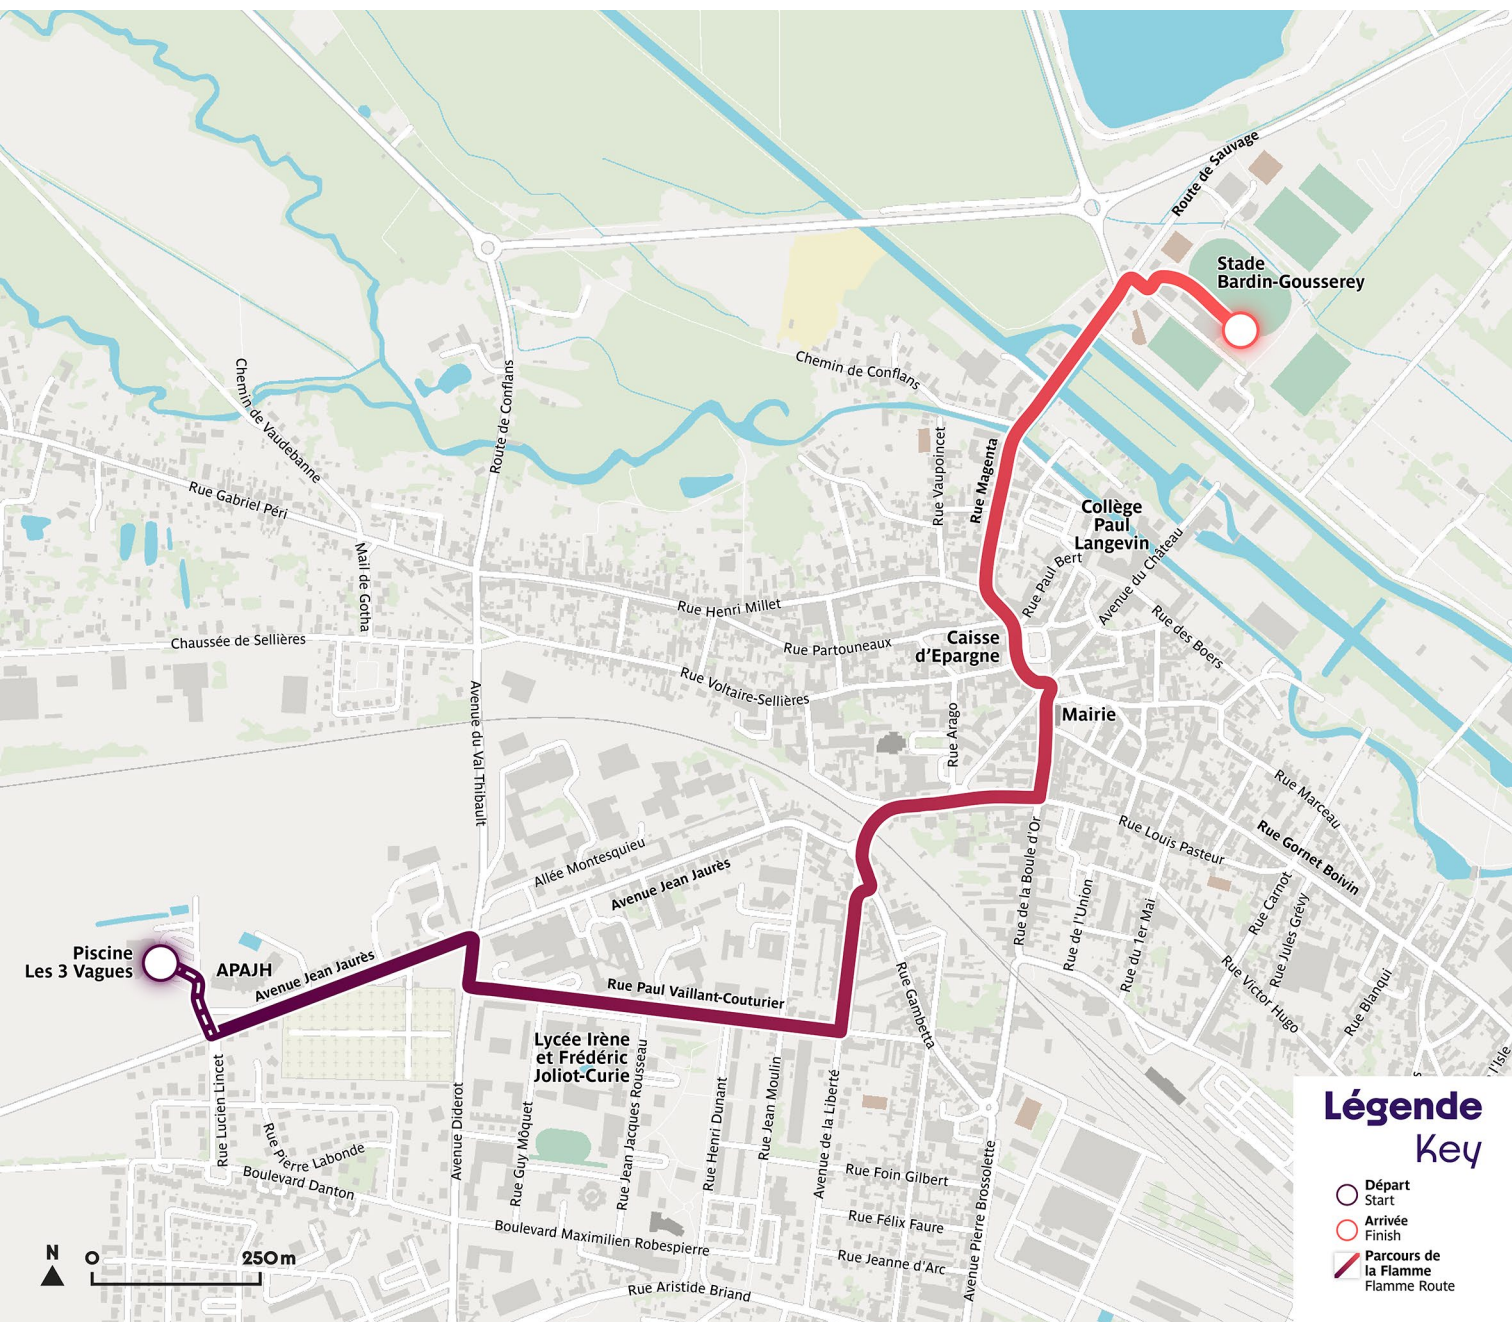 Route de Sauvage
Stade
Bardin-Gousserey
Chemin de Conflans
Chemin de Vaudebanne
Route de Conflans
Rue Vaupoincet
Rue Magenta
Rue Gabriel Péri
Collège
Paul
Langevin
Mail de Gotha
Rue Paul Bert
Avenue du Château
Rue Henri Millet
Rue des Boers
Chaussée de Sellières
Rue Partouneaux
Caisse
d'Epargne
Rue Voltaire-Sellières
Avenue du Val Thibault
Rue Arago
Mairie
Rue Marceau
Rue Louis Pasteur
Rue Gornet Boivin
Allée Montesquieu
Avenue Jean Jaurès
Rue de la Boule d'Or
Rue de l'Union
Rue du 1er Mai
Rue Carnot
Rue Jules Grévy
Piscine
Les 3 Vagues
APAJH
Avenue Jean Jaurès
Rue Paul Vaillant-Couturier
Rue Gambetta
Rue Victor Hugo
Rue Blanqui
Lycée Irène
et Frédéric
Joliot-Curie
Rue Lucien Lincet
Rue Pierre Labonde
Boulevard Danton
Avenue Diderot
Rue Guy Môquet
Rue Jean Jacques Rousseau
Rue Henri Dunant
Rue Jean Moulin
Avenue de la Liberté
Rue Foin Gilbert
Rue Félix Faure
Rue Jeanne d'Arc
Avenue Pierre Brossolette
Boulevard Maximilien Robespierre
Rue Aristide Briand
N
0 250m
Légende
Key
Départ
Start
Arrivée
Finish
Parcours de
la Flamme
Flamme Route